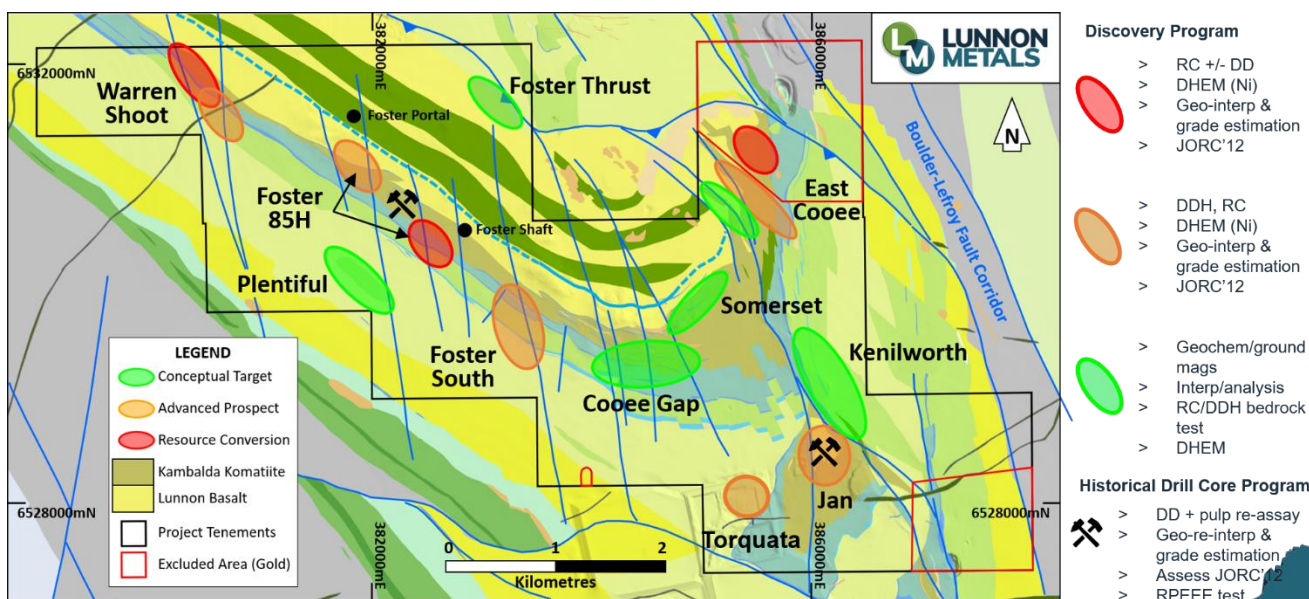 LUNNON
METALS
LM
382000mE
386000mE
6532000mN
Warren
Shoot
Foster Portal
Foster Thrust
N
Boulder-Lefroy Fault Corridor
Foster
85H
Foster Shaft
East
Cooee
Plentiful
Somerset
Foster
South
Kenilworth
Cooee Gap
LEGEND
Conceptual Target
Advanced Prospect
Resource Conversion
Kambalda Komatiite
Lunnon Basalt
Project Tenements
Excluded Area (Gold)
Jan
Torquata
6528000mN
6528000mN
382000mE
386000mE
0 1 2
Kilometres
Discovery Program
> RC +/- DD
> DHEM (Ni)
> Geo-interp &
grade estimation
> JORC'12
> DDH, RC
> DHEM (Ni)
> Geo-interp &
grade estimation
> JORC'12
> Geochem/ground
mags
> Interp/analysis
> RC/DDH bedrock
test
> DHEM
Historical Drill Core Program
> DD + pulp re-assay
> Geo-re-interp &
grade estimation
> Assess JORC'12
> RPEEE test